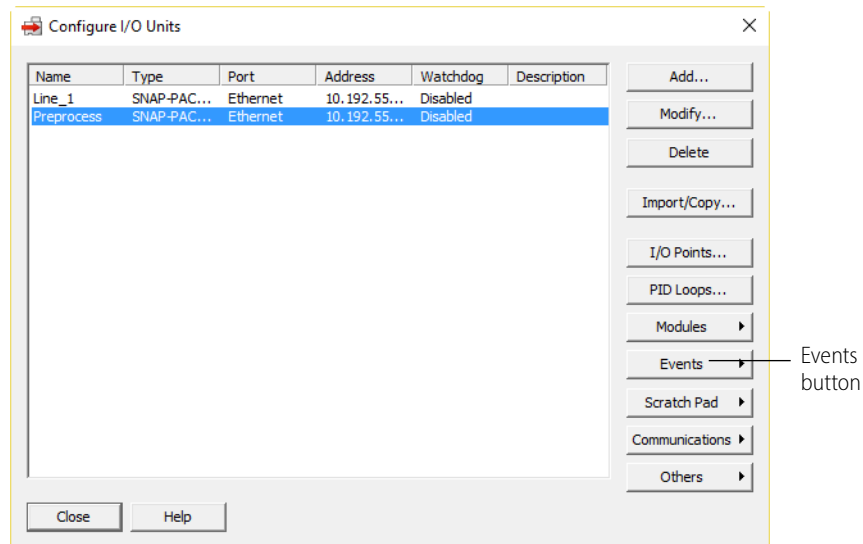 Configure I/O Units
Name Type Port Address Watchdog Description
Line_1 SNAP-PAC... Ethernet 10.192.55... Disabled
Preprocess SNAP-PAC... Ethernet 10.192.55... Disabled
Add...
Modify...
Delete
Import/Copy...
I/O Points...
PID Loops...
Modules
Events
Scratch Pad
Communications
Others
Events
button
Close Help